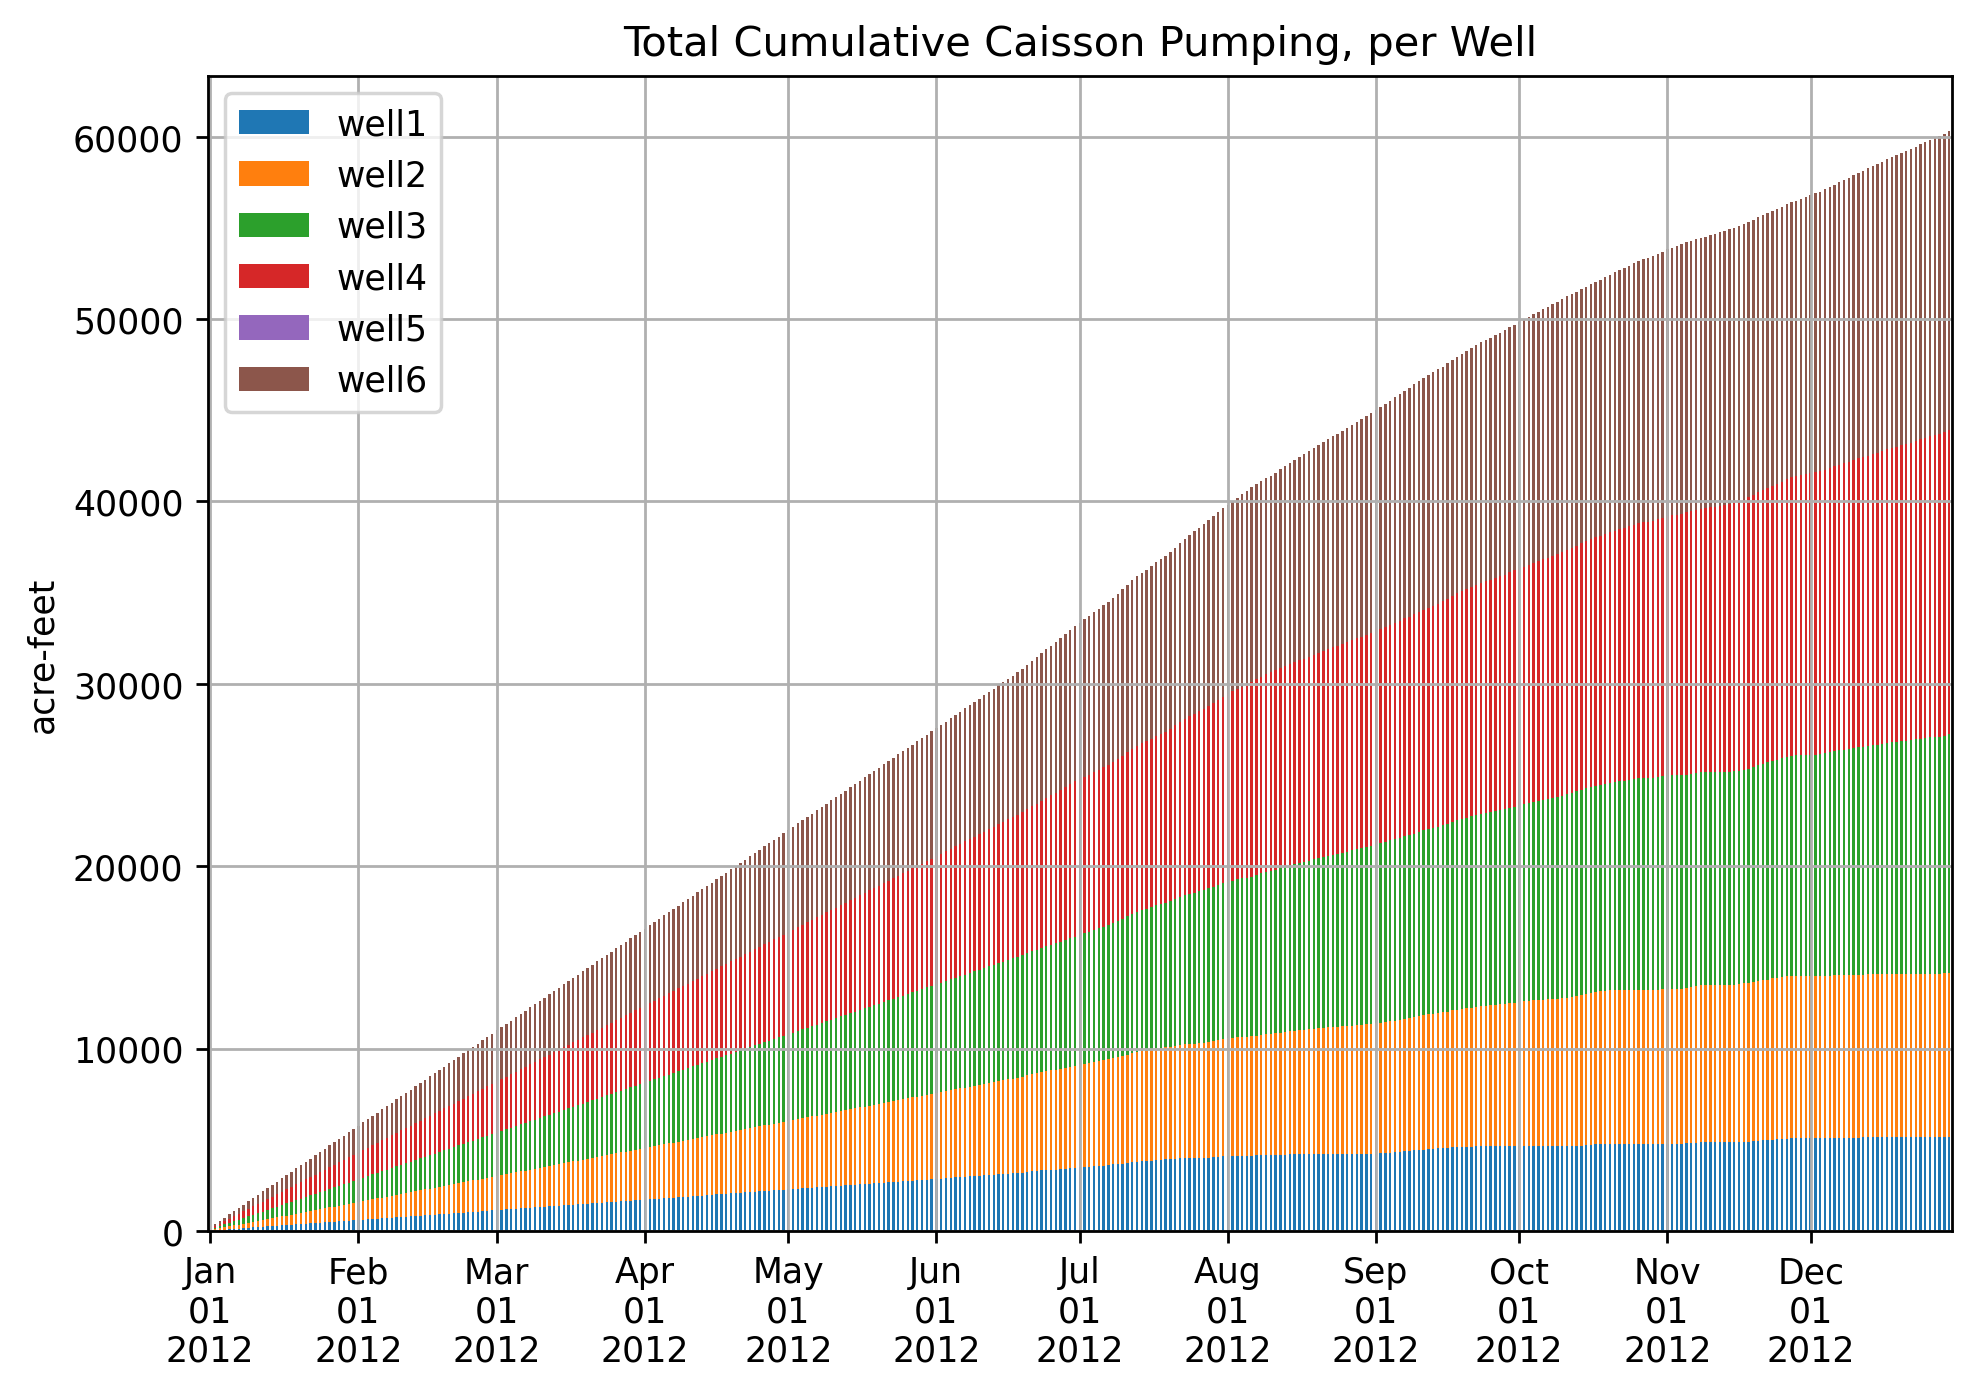 Total Cumulative Caisson Pumping, per Well
well1
well2
well3
well4
well5
well6
acre-feet
60000
50000
40000
30000
20000
10000
0
Jan
01
2012
Feb
01
2012
Mar
01
2012
Apr
01
2012
May
01
2012
Jun
01
2012
Jul
01
2012
Aug
01
2012
Sep
01
2012
Oct
01
2012
Nov
01
2012
Dec
01
2012